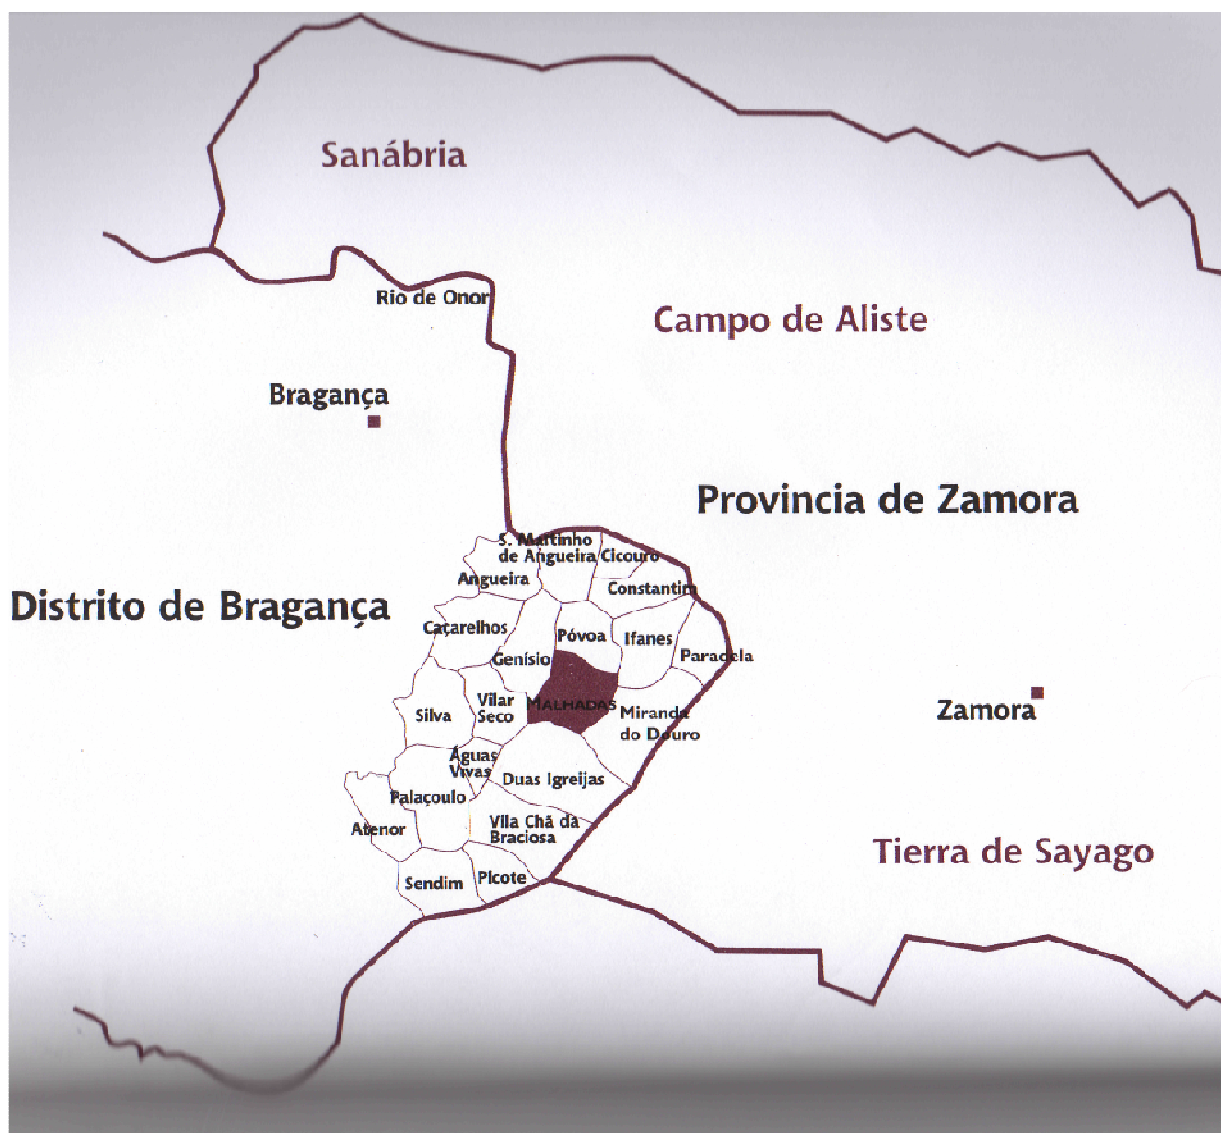 Sanábria
Rio de Onor
Campo de Aliste
Bragança
Provincia de Zamora
S. Martinho
de Angueira
Cicouro
Angueira
Constantim
Distrito de Bragança
Caçarelhos
Póvoa
Ifanes
Genísio
Paradela
Vilar
Seco
MALHADAS
Silva
Miranda
do Douro
Zamora
Águas
Vivas
Duas Igreijas
Palaçoulo
Atenor
Vila Chã da
Braciosa
Tierra de Sayago
Sendim
Picote